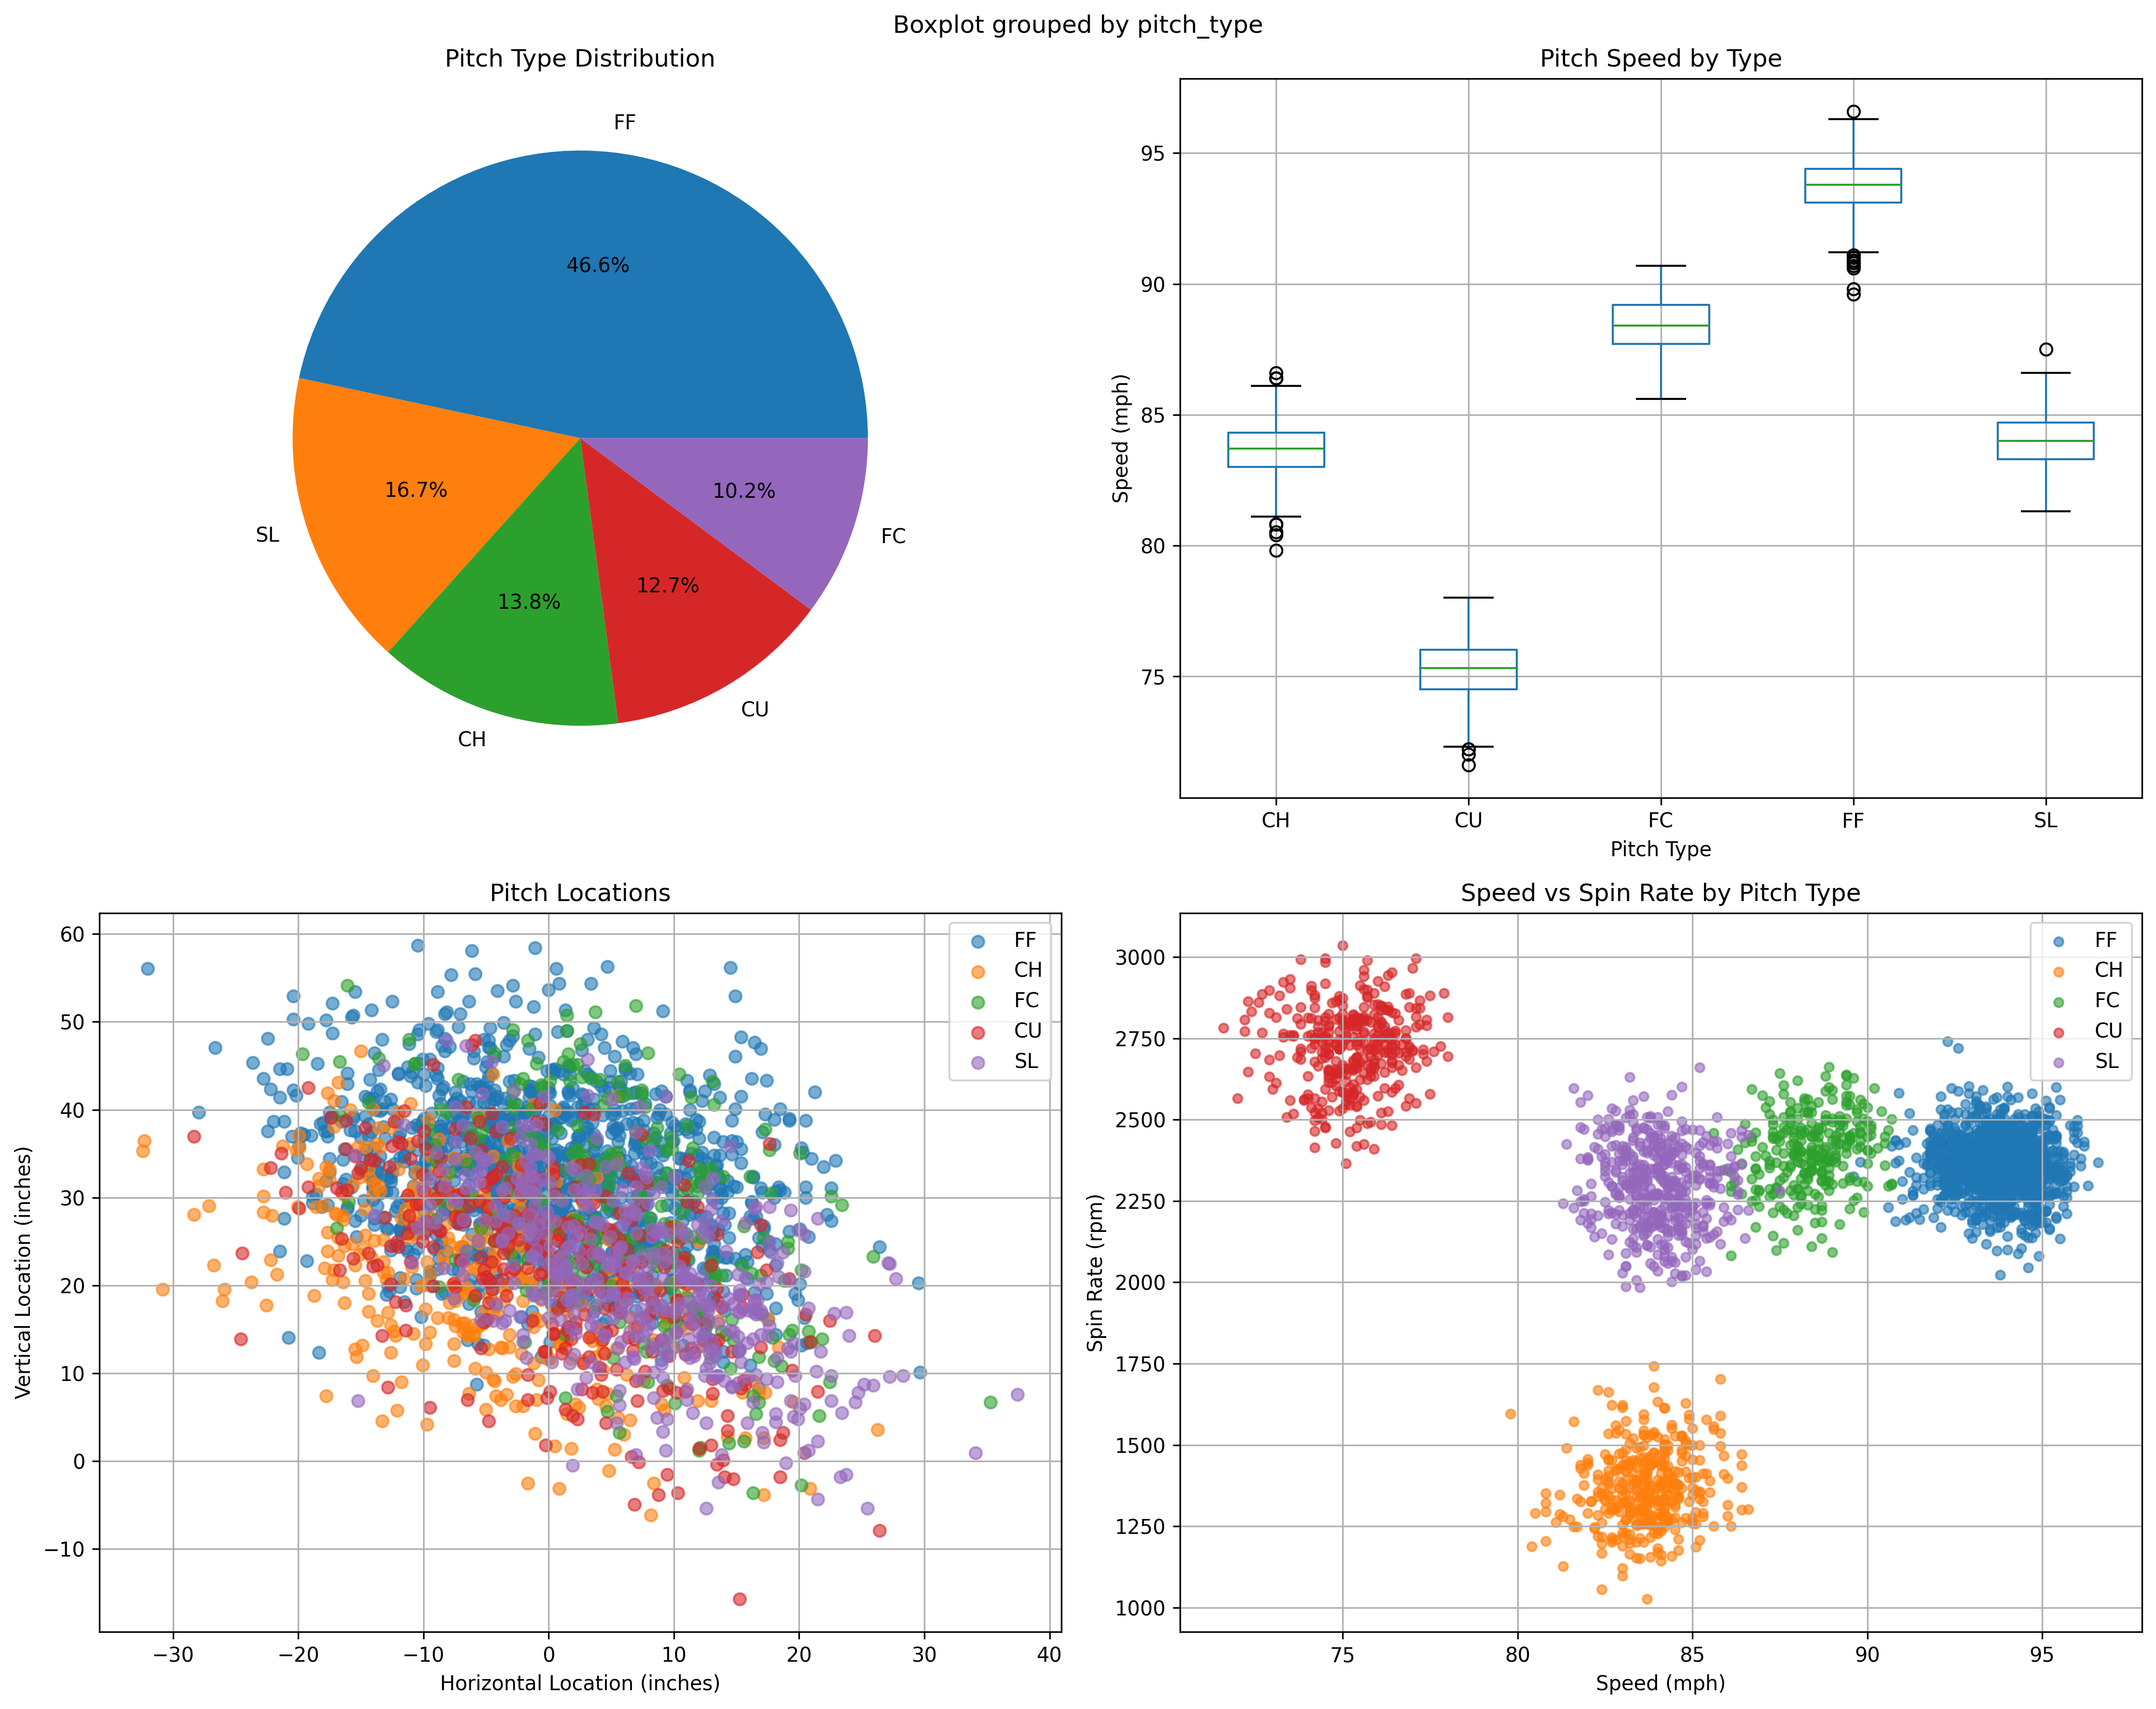 Boxplot grouped by pitch_type
Pitch Type Distribution
FF
46.6%
16.7%
10.2%
SL
FC
12.7%
13.8%
CU
CH
Pitch Speed by Type
95
90
85
80
75
Speed (mph)
CH CU FC FF SL
Pitch Type
Pitch Locations
60
50
40
30
20
10
0
−10
Vertical Location (inches)
FF
CH
FC
CU
SL
−30 −20 −10 0 10 20 30 40
Horizontal Location (inches)
Speed vs Spin Rate by Pitch Type
3000
2750
2500
2250
2000
1750
1500
1250
1000
Spin Rate (rpm)
FF
CH
FC
CU
SL
75 80 85 90 95
Speed (mph)